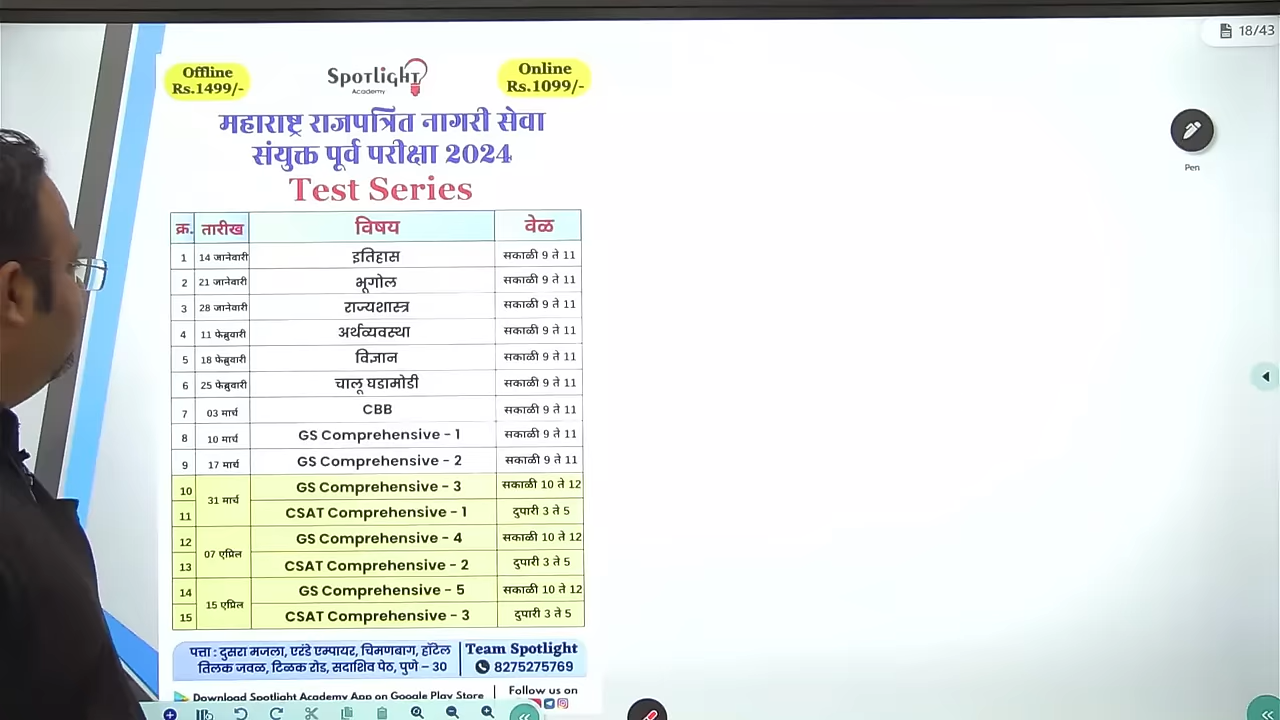 18/43
Pen
Offline
Rs.1499/-
Spotlight
Academy
Online
Rs.1099/-
महाराष्ट्र राजपत्रित नागरी सेवा
संयुक्त पूर्व परीक्षा 2024
Test Series
क्र. तारीख विषय वेळ
1 14 जानेवारी इतिहास सकाळी 9 ते 11
2 21 जानेवारी भूगोल सकाळी 9 ते 11
3 28 जानेवारी राज्यशास्त्र सकाळी 9 ते 11
4 11 फेब्रुवारी अर्थव्यवस्था सकाळी 9 ते 11
5 18 फेब्रुवारी विज्ञान सकाळी 9 ते 11
6 25 फेब्रुवारी चालू घडामोडी सकाळी 9 ते 11
7 03 मार्च CBB सकाळी 9 ते 11
8 10 मार्च GS Comprehensive - 1 सकाळी 9 ते 11
9 17 मार्च GS Comprehensive - 2 सकाळी 9 ते 11
10 31 मार्च GS Comprehensive - 3 सकाळी 10 ते 12
11 CSAT Comprehensive - 1 दुपारी 3 ते 5
12 07 एप्रिल GS Comprehensive - 4 सकाळी 10 ते 12
13 CSAT Comprehensive - 2 दुपारी 3 ते 5
14 15 एप्रिल GS Comprehensive - 5 सकाळी 10 ते 12
15 CSAT Comprehensive - 3 दुपारी 3 ते 5
पत्ता : दुसरा मजला, एरंडे एम्पायर, चिमणबाग, हॉटेल
तिलक जवळ, टिळक रोड, सदाशिव पेठ, पुणे – 30
Team Spotlight
8275275769
Download Spotlight Academy App on Google Play Store
Follow us on